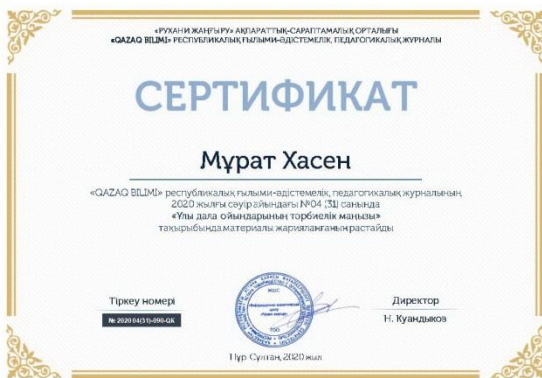 «РУХАНИ ЖАҢҒЫРУ» АҚПАРАТТЫҚ-САРАПТАМАЛЫҚ ОРТАЛЫҒЫ
«QAZAQ BILIMI» РЕСПУБЛИКАЛЫҚ ҒЫЛЫМИ-ӘДІСТЕМЕЛІК, ПЕДАГОГИКАЛЫҚ ЖУРНАЛЫ
СЕРТИФИКАТ
Мұрат Хасен
«QAZAQ BILIMI» республикалық ғылыми-әдістемелік, педагогикалық журналының
2020 жылғы сәуір айындағы №04 (31) санында
«Ұлы дала ойындарының тәрбиелік маңызы»
тақырыбында материалы жарияланғанын растайды
Тіркеу номері
№ 2020 04(31)-090-QK
Директор
Н. Куандыков
Нұр-Сұлтан, 2020 жыл